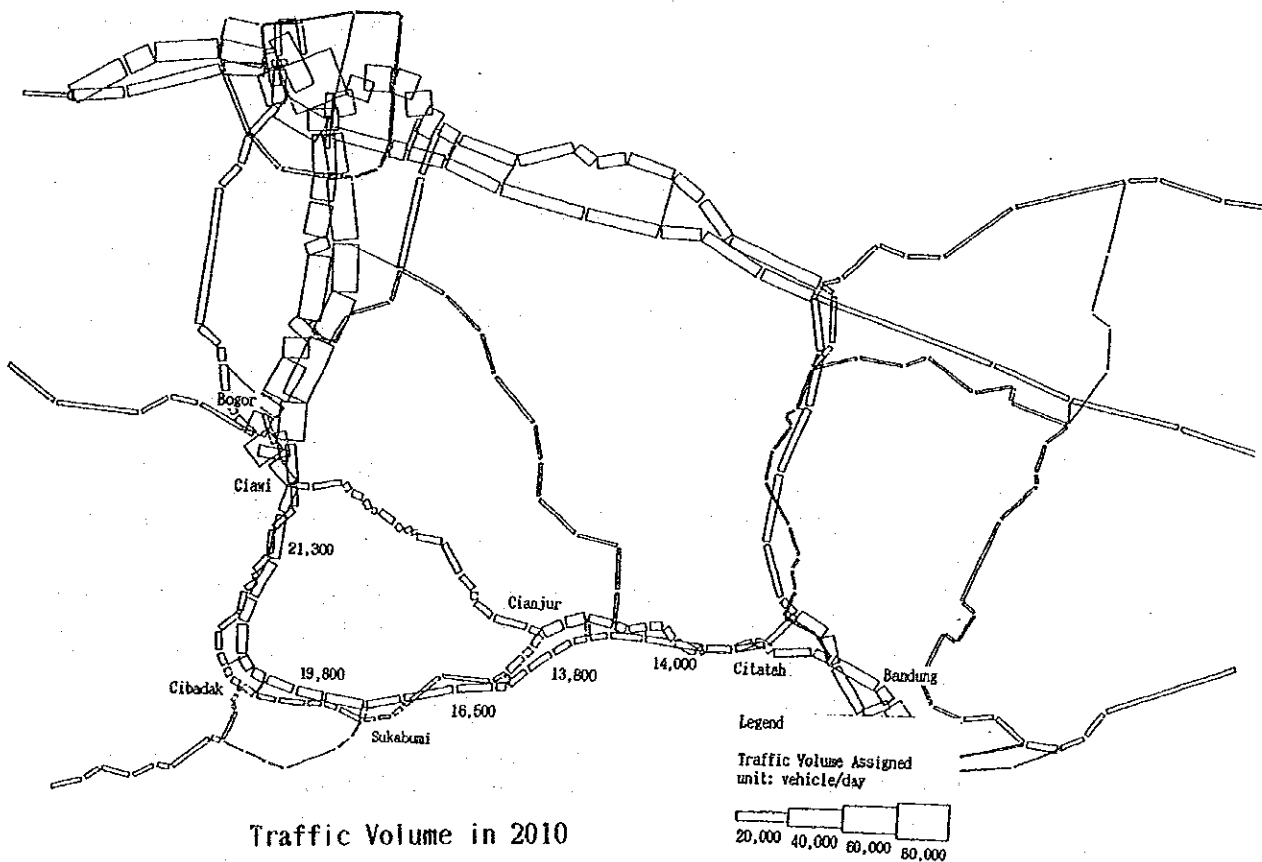 Bogor
Ciawi
21,300
Cianjur
19,800
13,800
14,000
Citatah
Bandung
Cibadak
16,500
Sukabumi
Legend
Traffic Volume Assigned
unit: vehicle/day
20,000 40,000 60,000 80,000
Traffic Volume in 2010